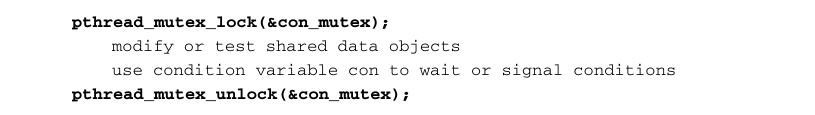 pthread_mutex_lock(&con_mutex);
modify or test shared data objects
use condition variable con to wait or signal conditions
pthread_mutex_unlock(&con_mutex);